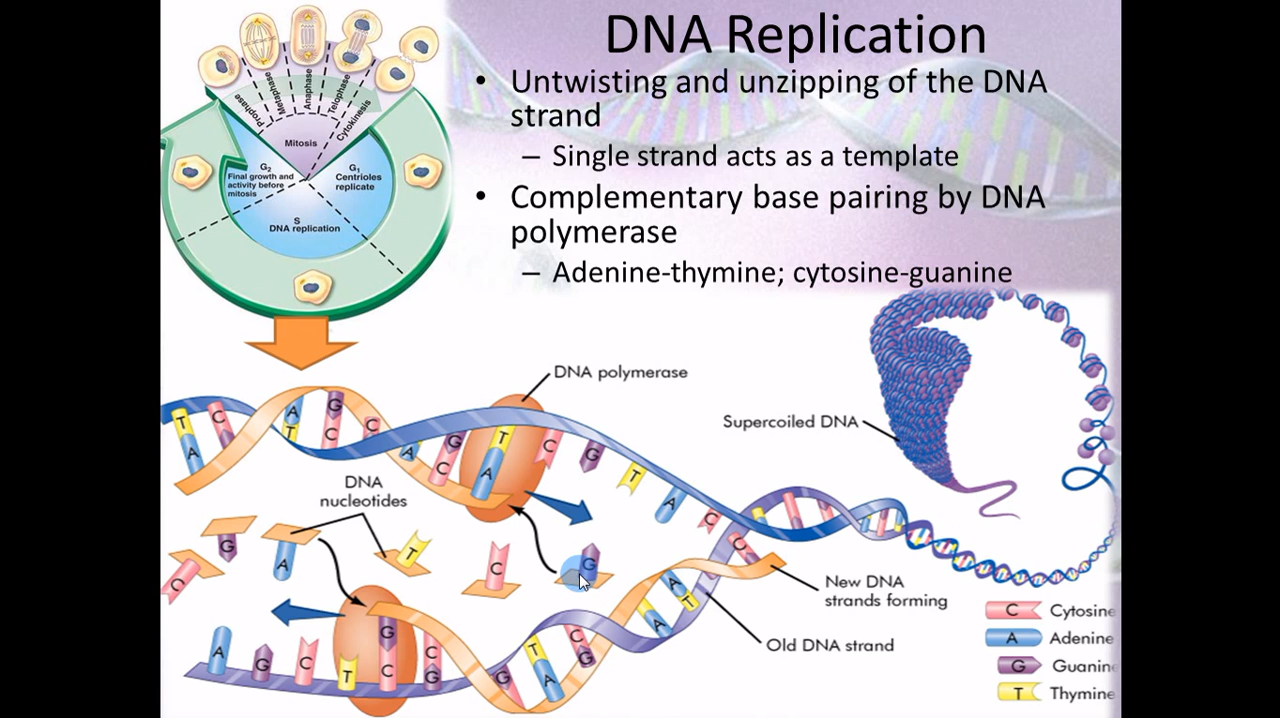 DNA Replication
• Untwisting and unzipping of the DNA
strand
– Single strand acts as a template
• Complementary base pairing by DNA
polymerase
– Adenine-thymine; cytosine-guanine
Prophase
Metaphase
Anaphase
Telophase
Cytokinesis
Mitosis
G2
Final growth and
activity before
mitosis
G1
Centrioles
replicate
S
DNA replication
DNA polymerase
Supercoiled DNA
T
C
A
A
T
G
C
C
A
G
C
T
A
C
G
T
A
C
C
DNA
nucleotides
G
C
A
T
C
G
New DNA
strands forming
Old DNA strand
A
G
C
T
G
C
C
G
G
T
A
C
G
A
T
A
C Cytosine
A Adenine
G Guanine
T Thymine